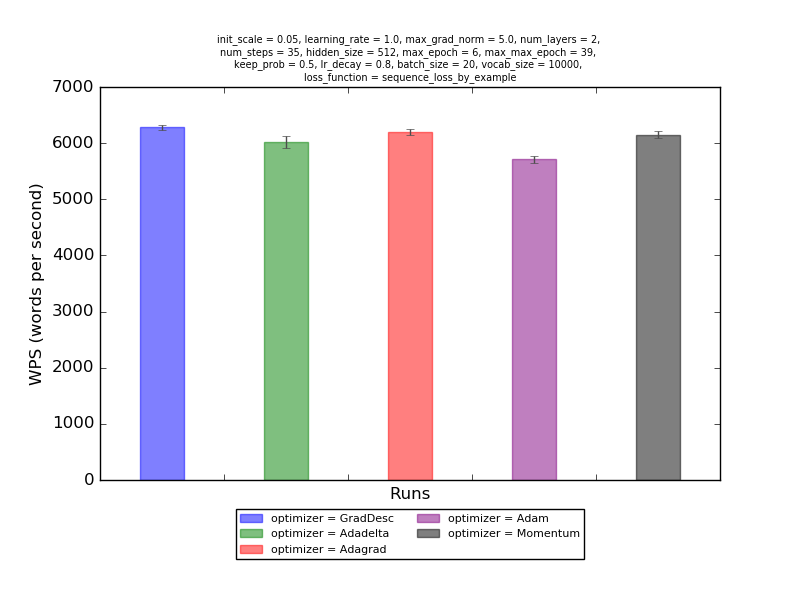 init_scale = 0.05, learning_rate = 1.0, max_grad_norm = 5.0, num_layers = 2,
num_steps = 35, hidden_size = 512, max_epoch = 6, max_max_epoch = 39,
keep_prob = 0.5, lr_decay = 0.8, batch_size = 20, vocab_size = 10000,
loss_function = sequence_loss_by_example
7000
6000
5000
4000
3000
2000
1000
0
WPS (words per second)
Runs
optimizer = GradDesc
optimizer = Adadelta
optimizer = Adagrad
optimizer = Adam
optimizer = Momentum